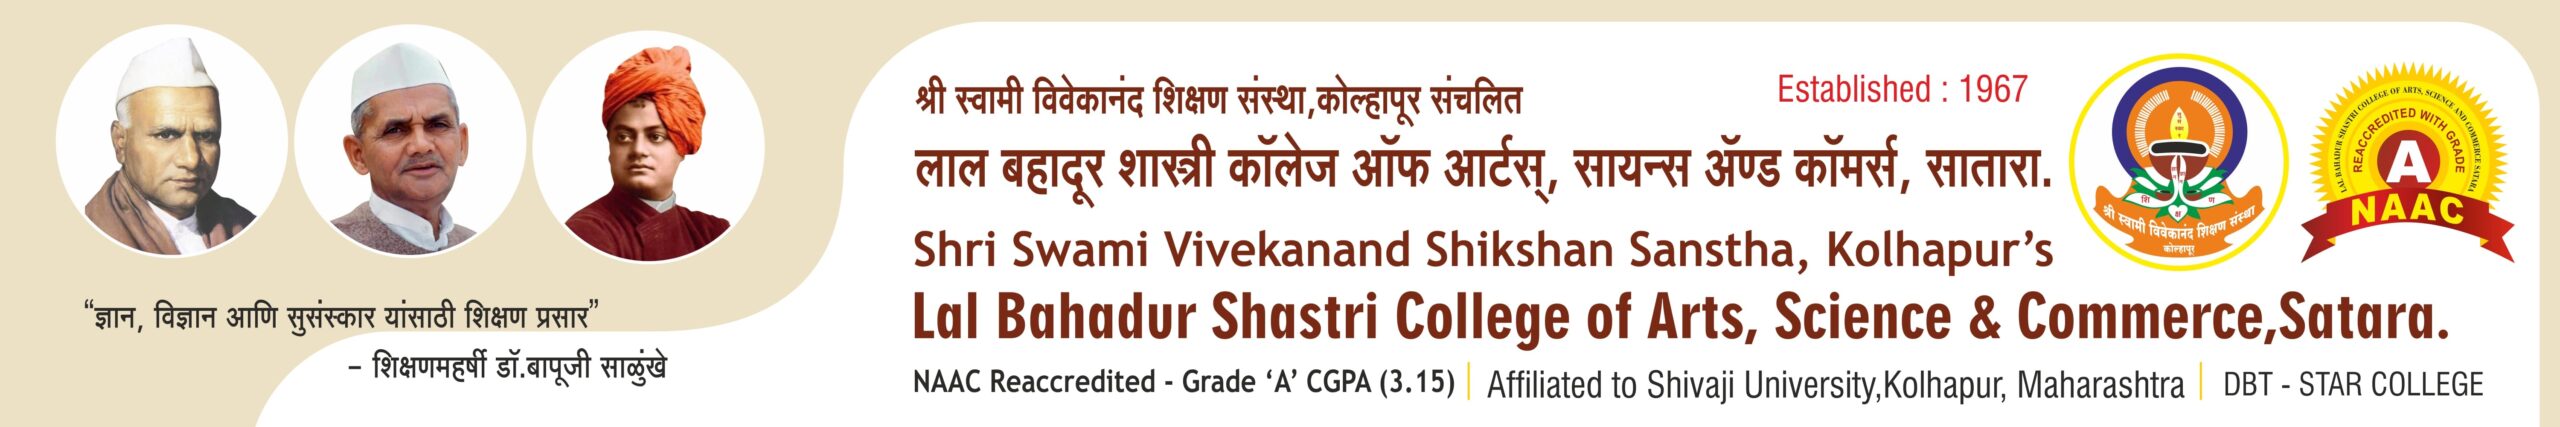 “ज्ञान, विज्ञान आणि सुसंस्कार यांसाठी शिक्षण प्रसार”
– शिक्षणमहर्षी डॉ.बापूजी साळुंखे
श्री स्वामी विवेकानंद शिक्षण संस्था,कोल्हापूर संचलित
Established : 1967
लाल बहादूर शास्त्री कॉलेज ऑफ आर्टस्, सायन्स ॲण्ड कॉमर्स, सातारा.
Shri Swami Vivekanand Shikshan Sanstha, Kolhapur’s
Lal Bahadur Shastri College of Arts, Science & Commerce,Satara.
NAAC Reaccredited - Grade ‘A’ CGPA (3.15)
Affiliated to Shivaji University,Kolhapur, Maharashtra
DBT - STAR COLLEGE
शि
ण
क्ष
श्री स्वामी विवेकानंद शिक्षण संस्था
कोल्हापूर
LAL BAHADUR SHASTRI COLLEGE OF ARTS, SCIENCE AND COMMERCE SATARA
REACCREDITED WITH GRADE
A
NAAC